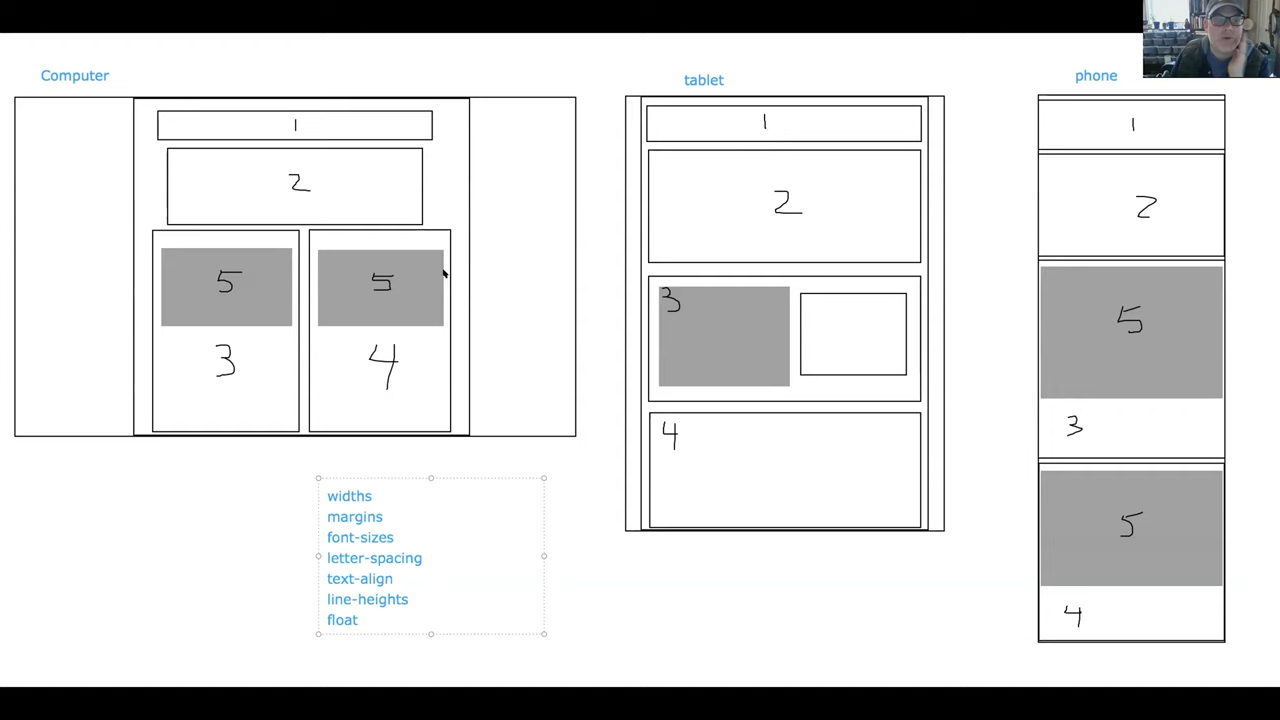 Computer
1
2
5 5
3 4
widths
margins
font-sizes
letter-spacing
text-align
line-heights
float
tablet
1
2
3
4
phone
1
2
5
3
5
4